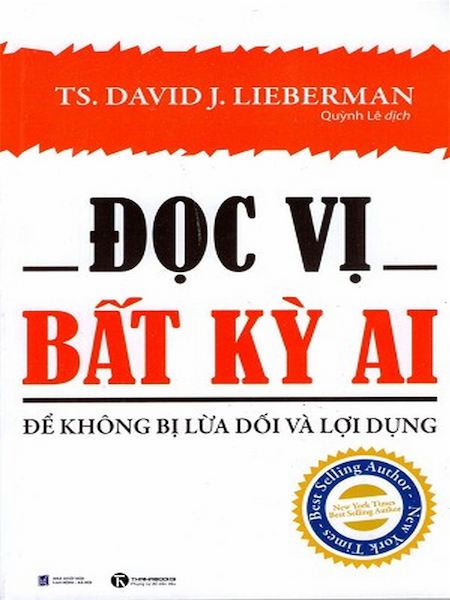 TS. DAVID J. LIEBERMAN
Quỳnh Lê dịch
ĐỌC VỊ
BẤT KỲ AI
ĐỂ KHÔNG BỊ LỪA DỐI VÀ LỢI DỤNG
Best Selling Author -
New York Times -
New York Times
Best Selling Author
THAIHABOOKS